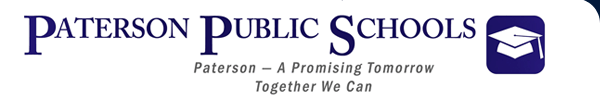 PATERSON PUBLIC SCHOOLS
Paterson — A Promising Tomorrow
Together We Can